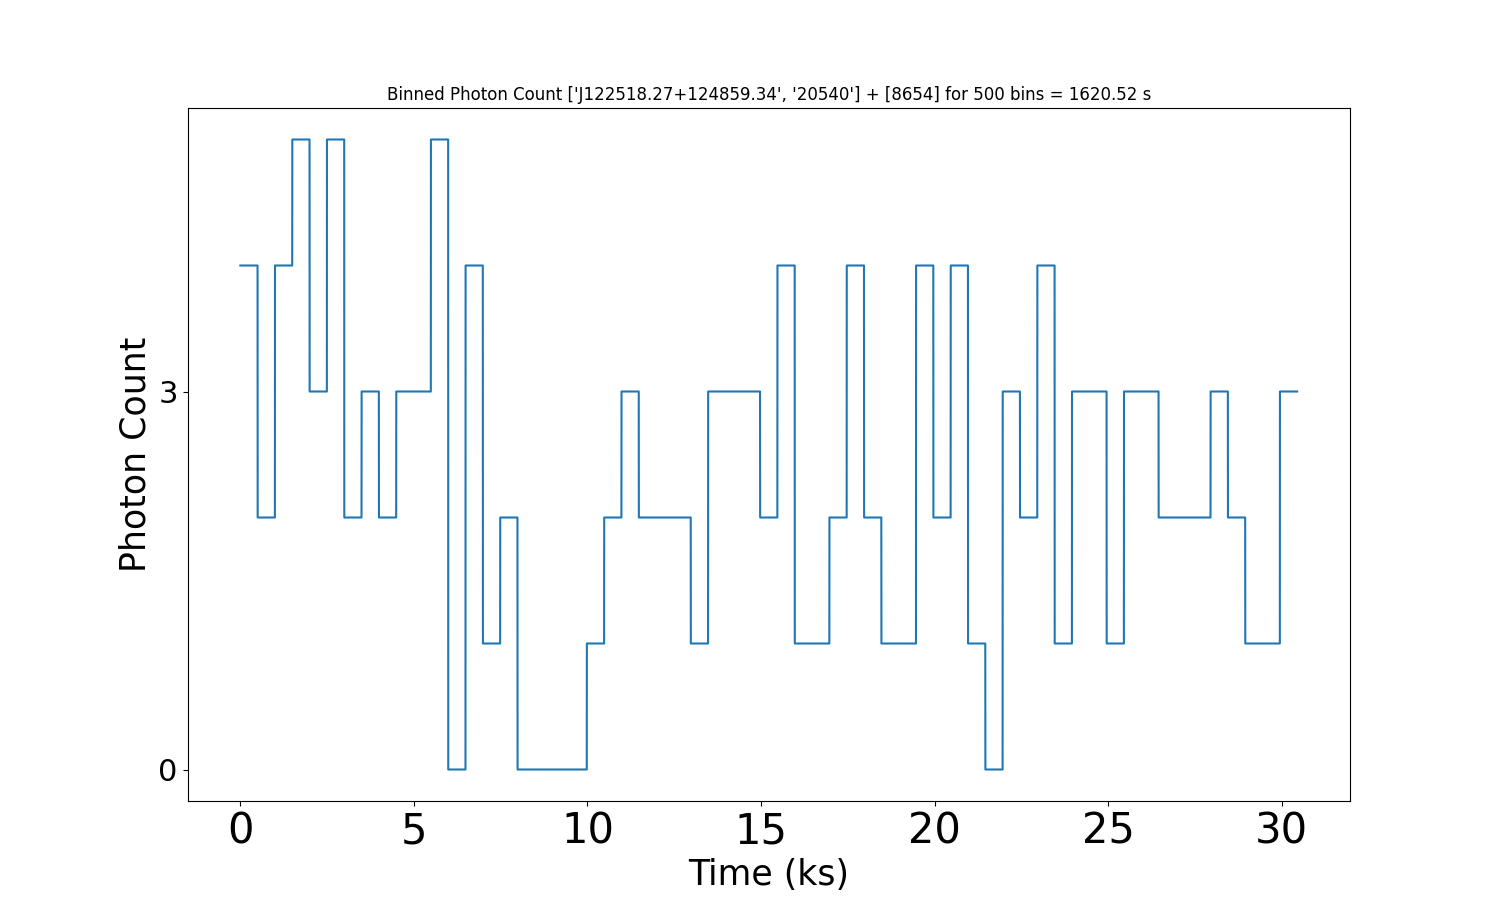 Binned Photon Count ['J122518.27+124859.34', '20540'] + [8654] for 500 bins = 1620.52 s
Photon Count
3
0
0 5 10 15 20 25 30
Time (ks)